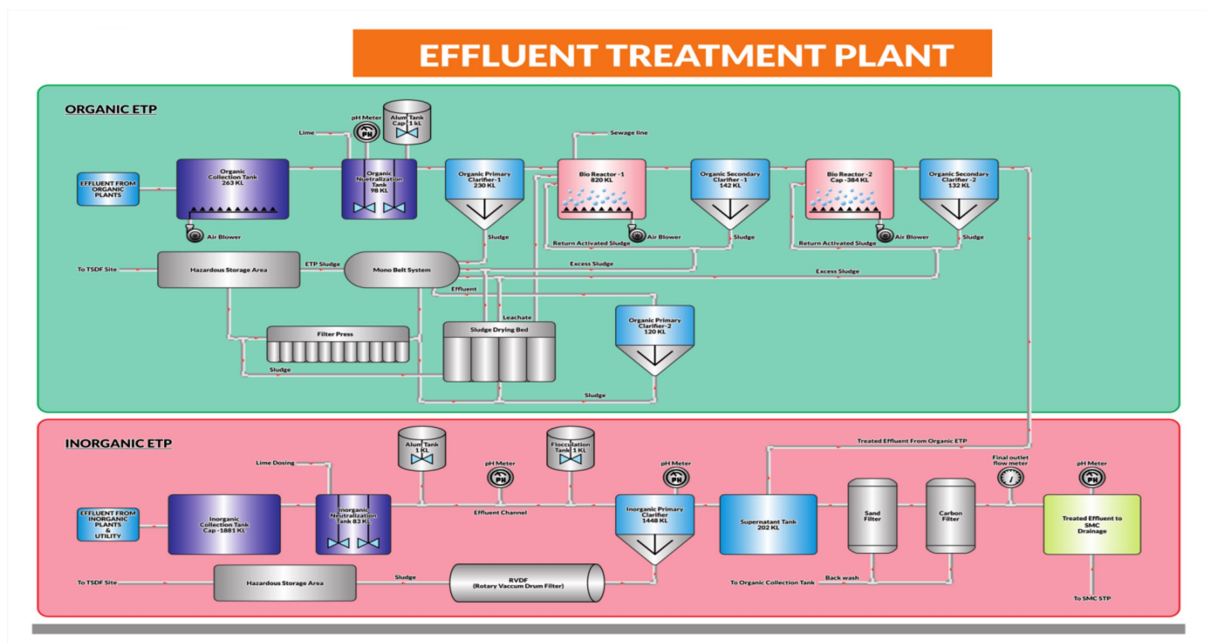 EFFLUENT TREATMENT PLANT
ORGANIC ETP
Lime
pH Meter
PH
Alum Tank
Cap-1 kL
Sewage line
EFFLUENT FROM
ORGANIC
PLANTS
Organic
Collection Tank
263 KL
Air Blower
Organic
Nuetralization
Tank
98 KL
Organic Primary
Clarifier-1
230 KL
Sludge
Bio Reactor -1
820 KL
Return Activated Sludge
Air Blower
Organic Secondary
Clarifier -1
142 KL
Sludge
Bio Reactor -2
Cap -384 KL
Return Activated Sludge
Air Blower
Organic Secondary
Clarifier -2
132 KL
Sludge
To TSDF Site
Hazardous Storage Area
ETP Sludge
Mono Belt System
Excess Sludge
Excess Sludge
Effluent
Leachate
Filter Press
Sludge Drying Bed
Organic Primary
Clarifier-2
120 KL
Sludge
Sludge
INORGANIC ETP
Lime Dosing
Alum Tank
1 KL
pH Meter
PH
Flocculation
Tank 1 KL
pH Meter
PH
Treated Effluent From Organic ETP
Final outlet
flow meter
pH Meter
PH
EFFLUENT FROM
INORGANIC
PLANTS
&
UTILITY
Inorganic
Collection Tank
Cap -1881 KL
Inorganic
Neutralization
Tank 83 KL
Effluent Channel
Inorganic Primary
Clarifier
1448 KL
Supernatant Tank
202 KL
Sand
Filter
Carbon
Filter
Treated Effluent to
SMC
Drainage
To TSDF Site
Hazardous Storage Area
Sludge
RVDF
(Rotary Vaccum Drum Filter)
To Organic Collection Tank
Back wash
To SMC STP